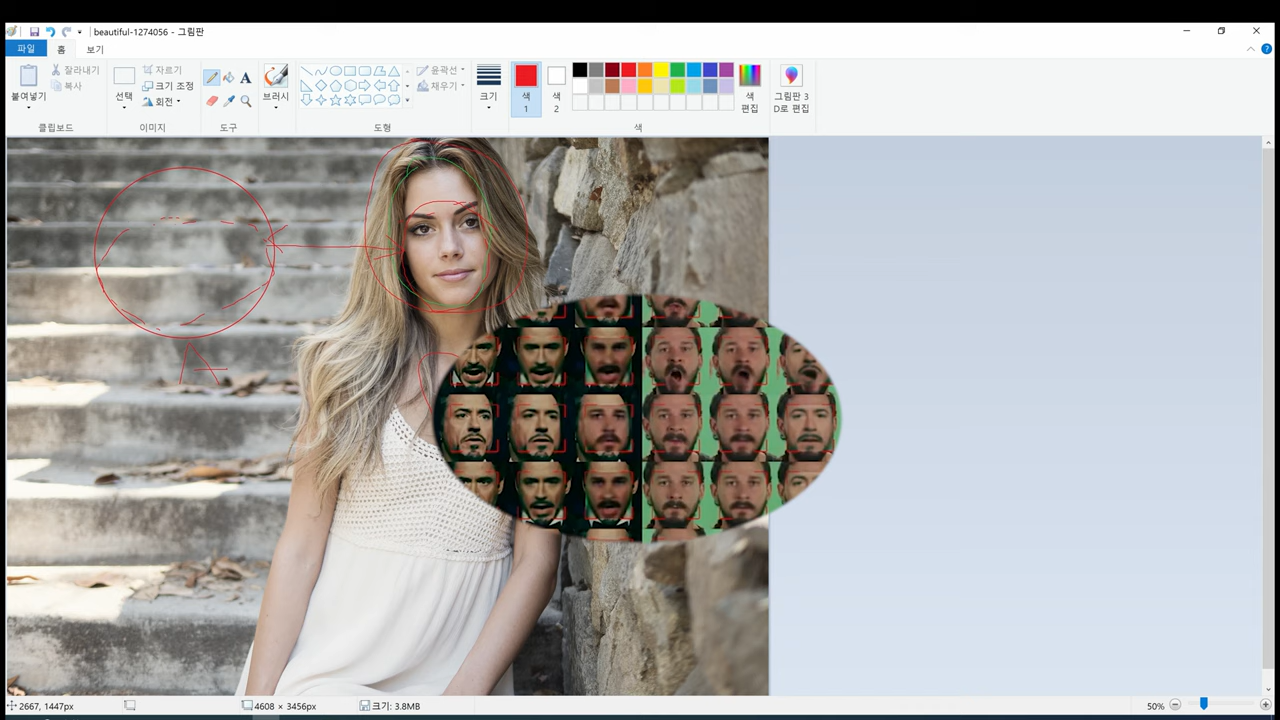 beautiful-1274056 - 그림판
파일 홈 보기
붙여넣기 잘라내기 복사 클립보드
선택 자르기 크기 조정 회전 이미지
A 도구
브러시
윤곽선 채우기 도형
크기
색 1 색 2 색 편집 색
그림판 3D로 편집
A
2667, 1447px 4608 × 3456px 크기: 3.8MB 50%